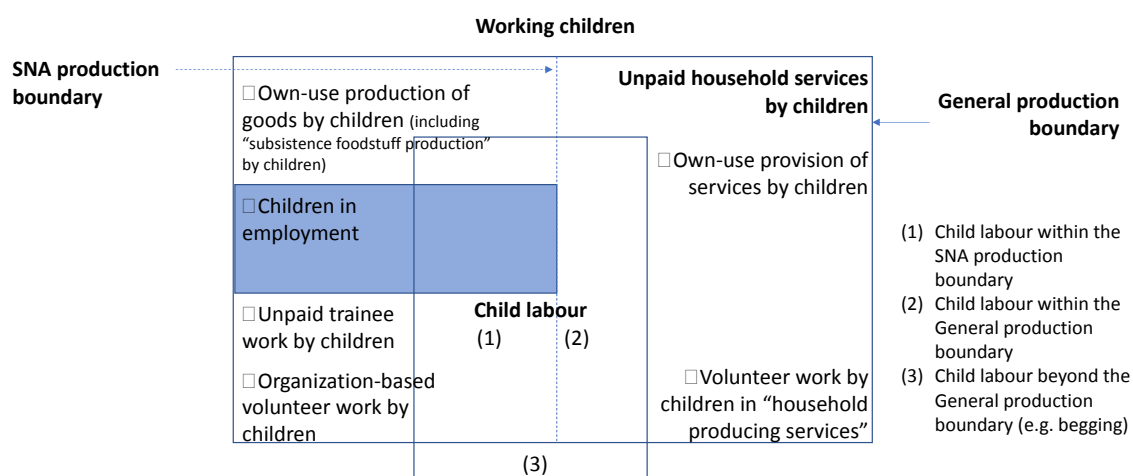 Working children
SNA production
boundary
□Own-use production of
goods by children (including
“subsistence foodstuff production”
by children)
□Children in
employment
□Unpaid trainee
work by children
□Organization-based
volunteer work by
children
Child labour
(1)
(2)
(3)
Unpaid household services
by children
□Own-use provision of
services by children
□Volunteer work by
children in “household
producing services”
General production
boundary
(1) Child labour within the
SNA production
boundary
(2) Child labour within the
General production
boundary
(3) Child labour beyond the
General production
boundary (e.g. begging)